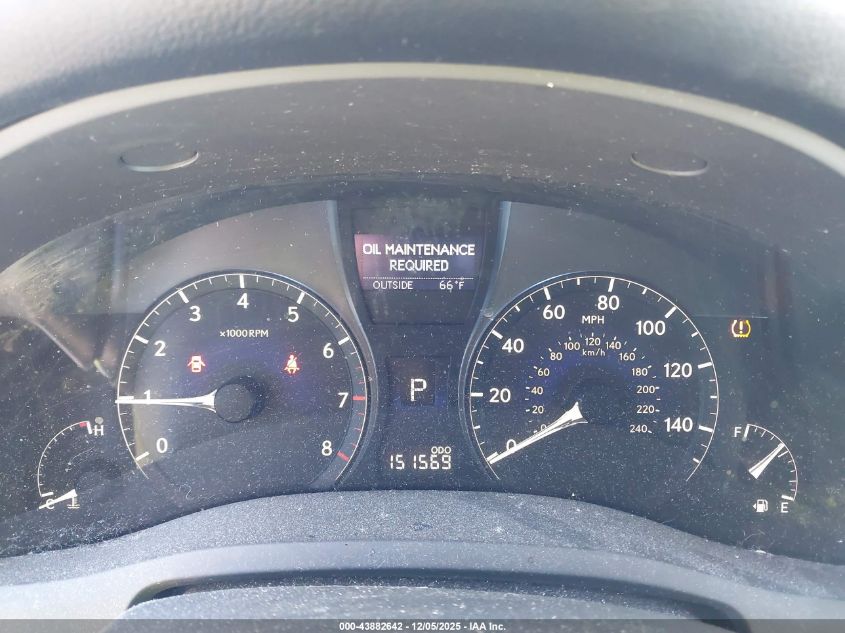 OIL MAINTENANCE
REQUIRED
OUTSIDE 66°F
0 1 2 3 4 5 6 7 8
x1000 RPM
H
C
P
ODO
151569
0 20 40 60 80 100 120 140
MPH
0 20 40 60 80 100 120 140 160 180 200 220 240
km/h
F
E
000-43882642 - 12/05/2025 - IAA Inc.